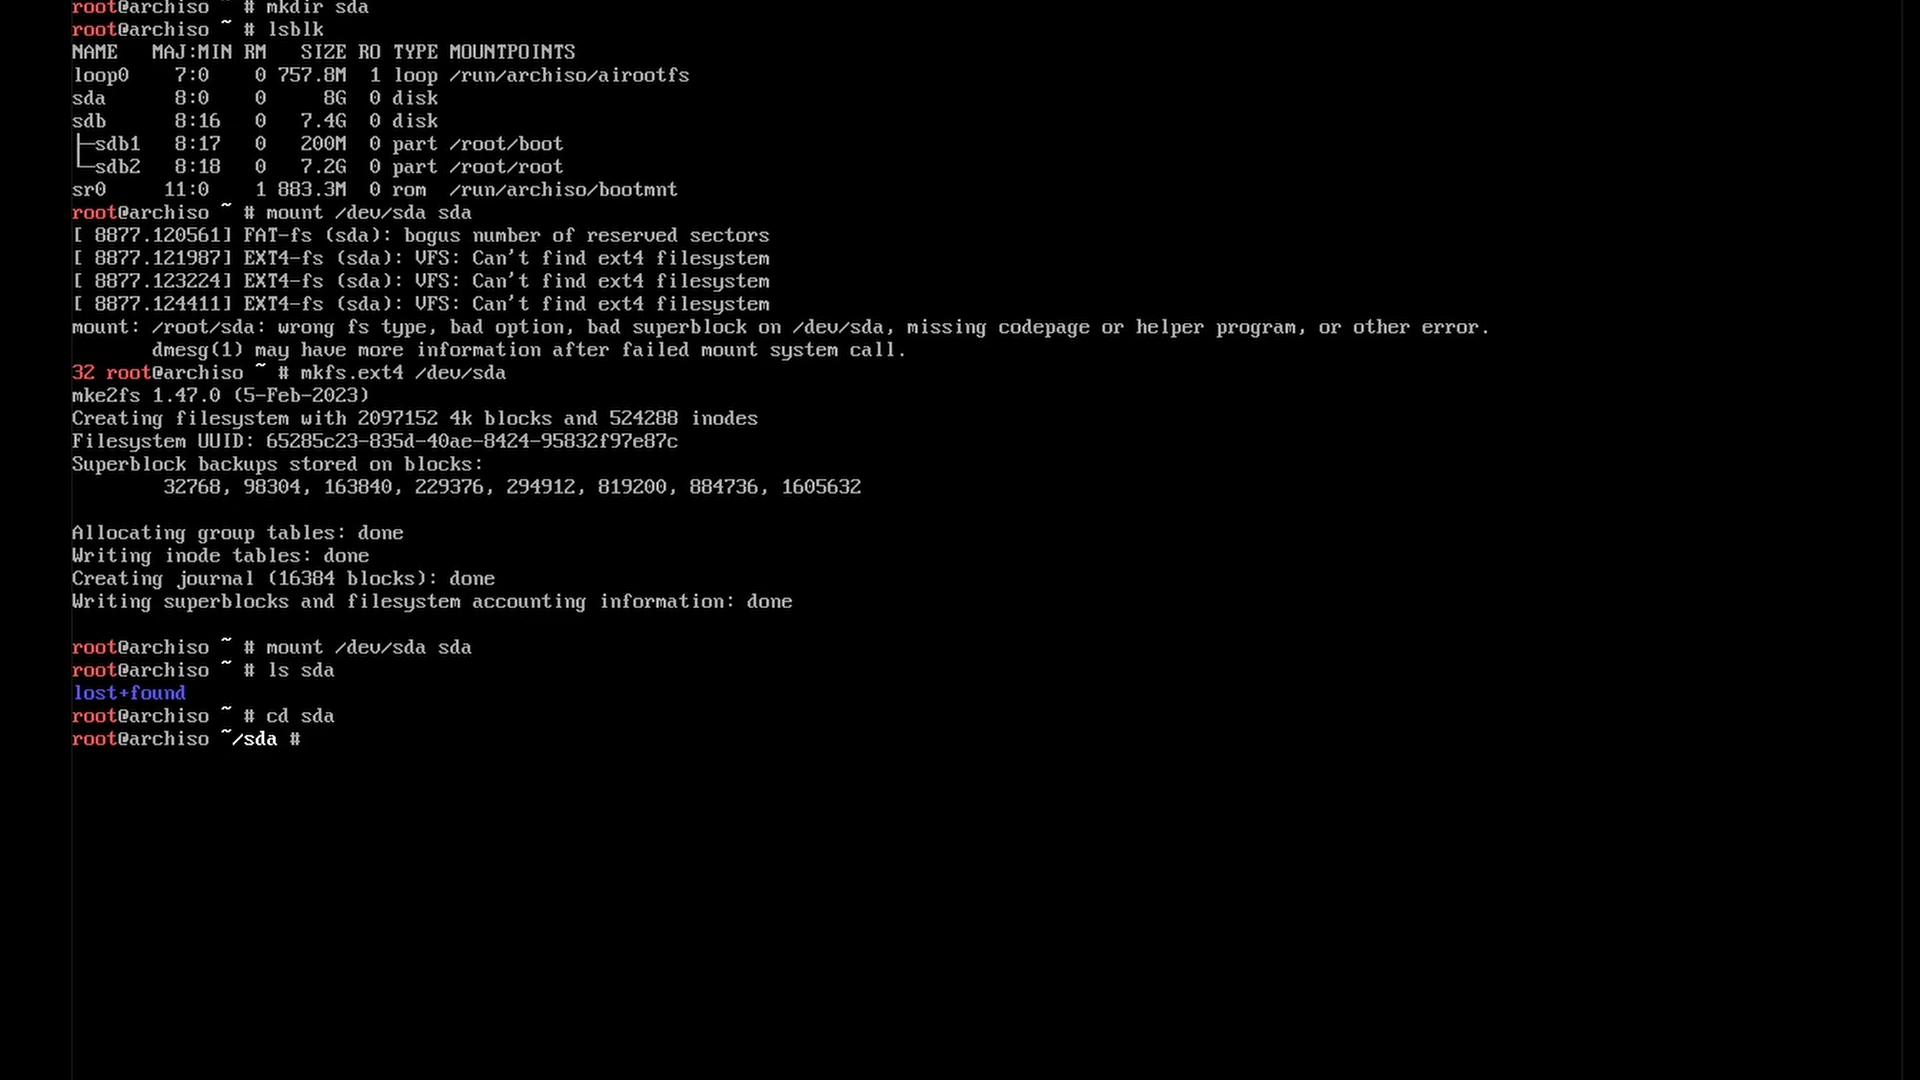 root@archiso ~ # mkdir sda
root@archiso ~ # lsblk
NAME   MAJ:MIN RM   SIZE RO TYPE MOUNTPOINTS
loop0    7:0    0 757.8M  1 loop /run/archiso/airootfs
sda      8:0    0     8G  0 disk
sdb      8:16   0   7.4G  0 disk
├─sdb1   8:17   0   200M  0 part /root/boot
└─sdb2   8:18   0   7.2G  0 part /root/root
sr0     11:0    1 883.3M  0 rom  /run/archiso/bootmnt
root@archiso ~ # mount /dev/sda sda
[ 8877.120561] FAT-fs (sda): bogus number of reserved sectors
[ 8877.121987] EXT4-fs (sda): VFS: Can't find ext4 filesystem
[ 8877.123224] EXT4-fs (sda): VFS: Can't find ext4 filesystem
[ 8877.124411] EXT4-fs (sda): VFS: Can't find ext4 filesystem
mount: /root/sda: wrong fs type, bad option, bad superblock on /dev/sda, missing codepage or helper program, or other error.
       dmesg(1) may have more information after failed mount system call.
32 root@archiso ~ # mkfs.ext4 /dev/sda
mke2fs 1.47.0 (5-Feb-2023)
Creating filesystem with 2097152 4k blocks and 524288 inodes
Filesystem UUID: 65285c23-835d-40ae-8424-95832f97e87c
Superblock backups stored on blocks:
        32768, 98304, 163840, 229376, 294912, 819200, 884736, 1605632

Allocating group tables: done
Writing inode tables: done
Creating journal (16384 blocks): done
Writing superblocks and filesystem accounting information: done

root@archiso ~ # mount /dev/sda sda
root@archiso ~ # ls sda
lost+found
root@archiso ~ # cd sda
root@archiso ~/sda #